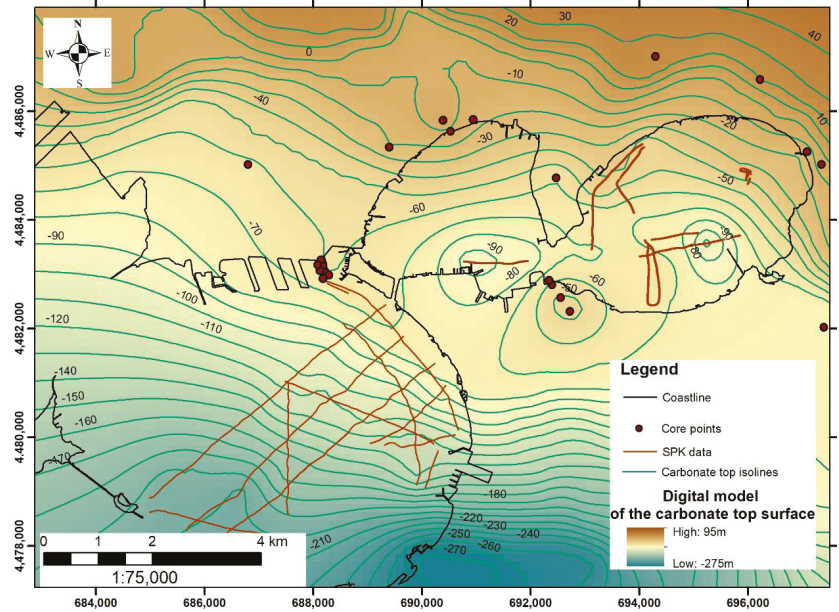 20
30
40
N
W
E
S
0
-10
-40
-20
10
-30
-50
-60
-70
-90
-90
-80
-60
-90
-80
-50
-100
-110
-120
-140
-150
-160
-170
-180
-210
-220
-230
-240
-250
-260
-270
4,486,000
4,484,000
4,482,000
4,480,000
4,478,000
Legend
Coastline
Core points
SPK data
Carbonate top isolines
Digital model
of the carbonate top surface
High: 95m
Low: -275m
0 1 2 4 km
1:75,000
684,000 686,000 688,000 690,000 692,000 694,000 696,000